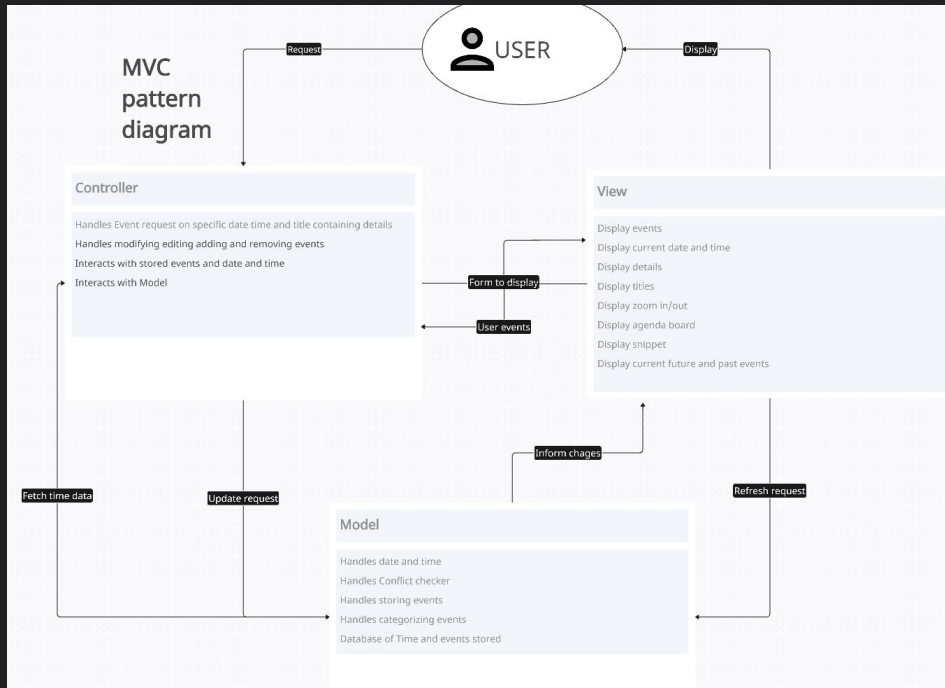 Request
USER
Display
MVC
pattern
diagram
Controller
Handles Event request on specific date time and title containing details
Handles modifying editing adding and removing events
Interacts with stored events and date and time
Interacts with Model
View
Display events
Display current date and time
Display details
Display titles
Display zoom in/out
Display agenda board
Display snippet
Display current future and past events
Form to display
User events
Inform chages
Fetch time data
Update request
Refresh request
Model
Handles date and time
Handles Conflict checker
Handles storing events
Handles categorizing events
Database of Time and events stored